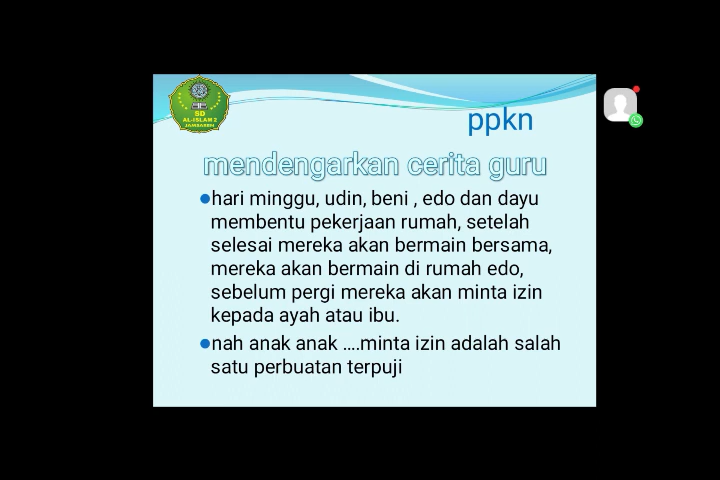 SD
AL-ISLAM 2
JAMSAREN
ppkn
mendengarkan cerita guru
hari minggu, udin, beni , edo dan dayu
membentu pekerjaan rumah, setelah
selesai mereka akan bermain bersama,
mereka akan bermain di rumah edo,
sebelum pergi mereka akan minta izin
kepada ayah atau ibu.
nah anak anak ....minta izin adalah salah
satu perbuatan terpuji